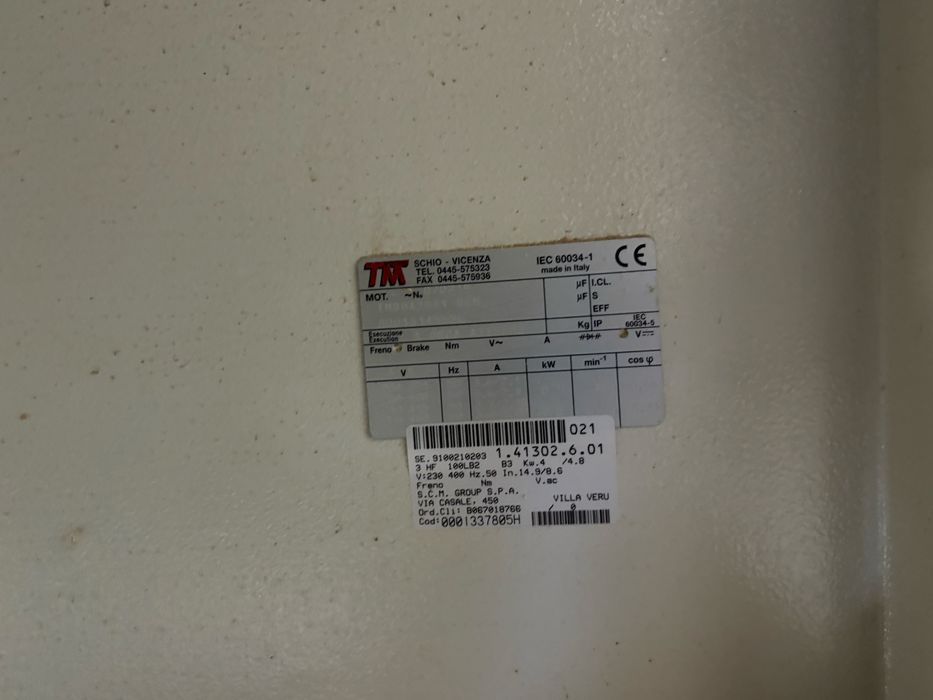 TM
SCHIO - VICENZA
TEL. 0445-575323
FAX 0445-575936
IEC 60034-1
made in Italy
CE
MOT. ~N°
µF I.CL.
µF S
EFF
Esecuzione
Execution
Kg IP IEC 60034-5
Freno Brake Nm V~ A V
V Hz A kW min⁻¹ cos φ
021
SE.9100210203 1.41302.6.01
3 HF 100LB2 B3 Kw.4 /4.8
V:230 400 Hz.50 In.14.9/8.6
Freno Nm V.ac
S.C.M. GROUP S.P.A.
VIA CASALE, 450 VILLA VERU
Ord.Cli: B067018766 / 0
Cod:0001337805H